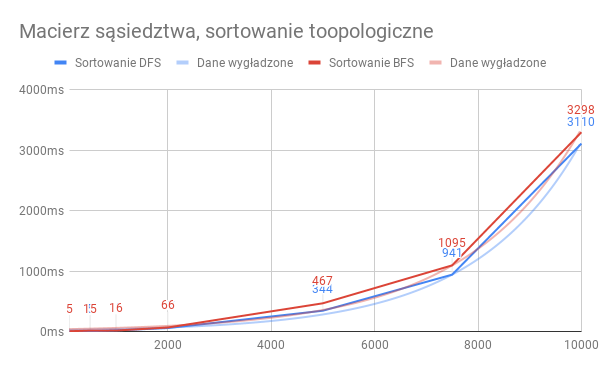 Macierz sąsiedztwa, sortowanie toopologiczne
Sortowanie DFS Dane wygładzone Sortowanie BFS Dane wygładzone
4000ms
3298
3110
3000ms
2000ms
1095
941
1000ms
467
344
5 15 16 66
0ms
2000 4000 6000 8000 10000